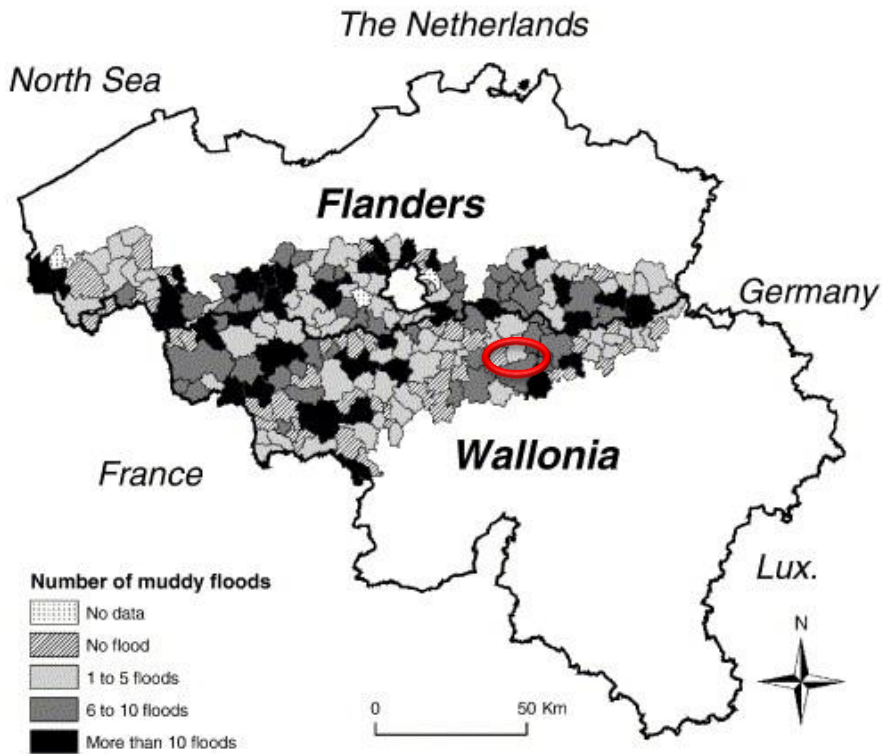 The Netherlands
North Sea
Flanders
Germany
France
Wallonia
Lux.
Number of muddy floods
No data
No flood
1 to 5 floods
6 to 10 floods
More than 10 floods
0 50 Km
N